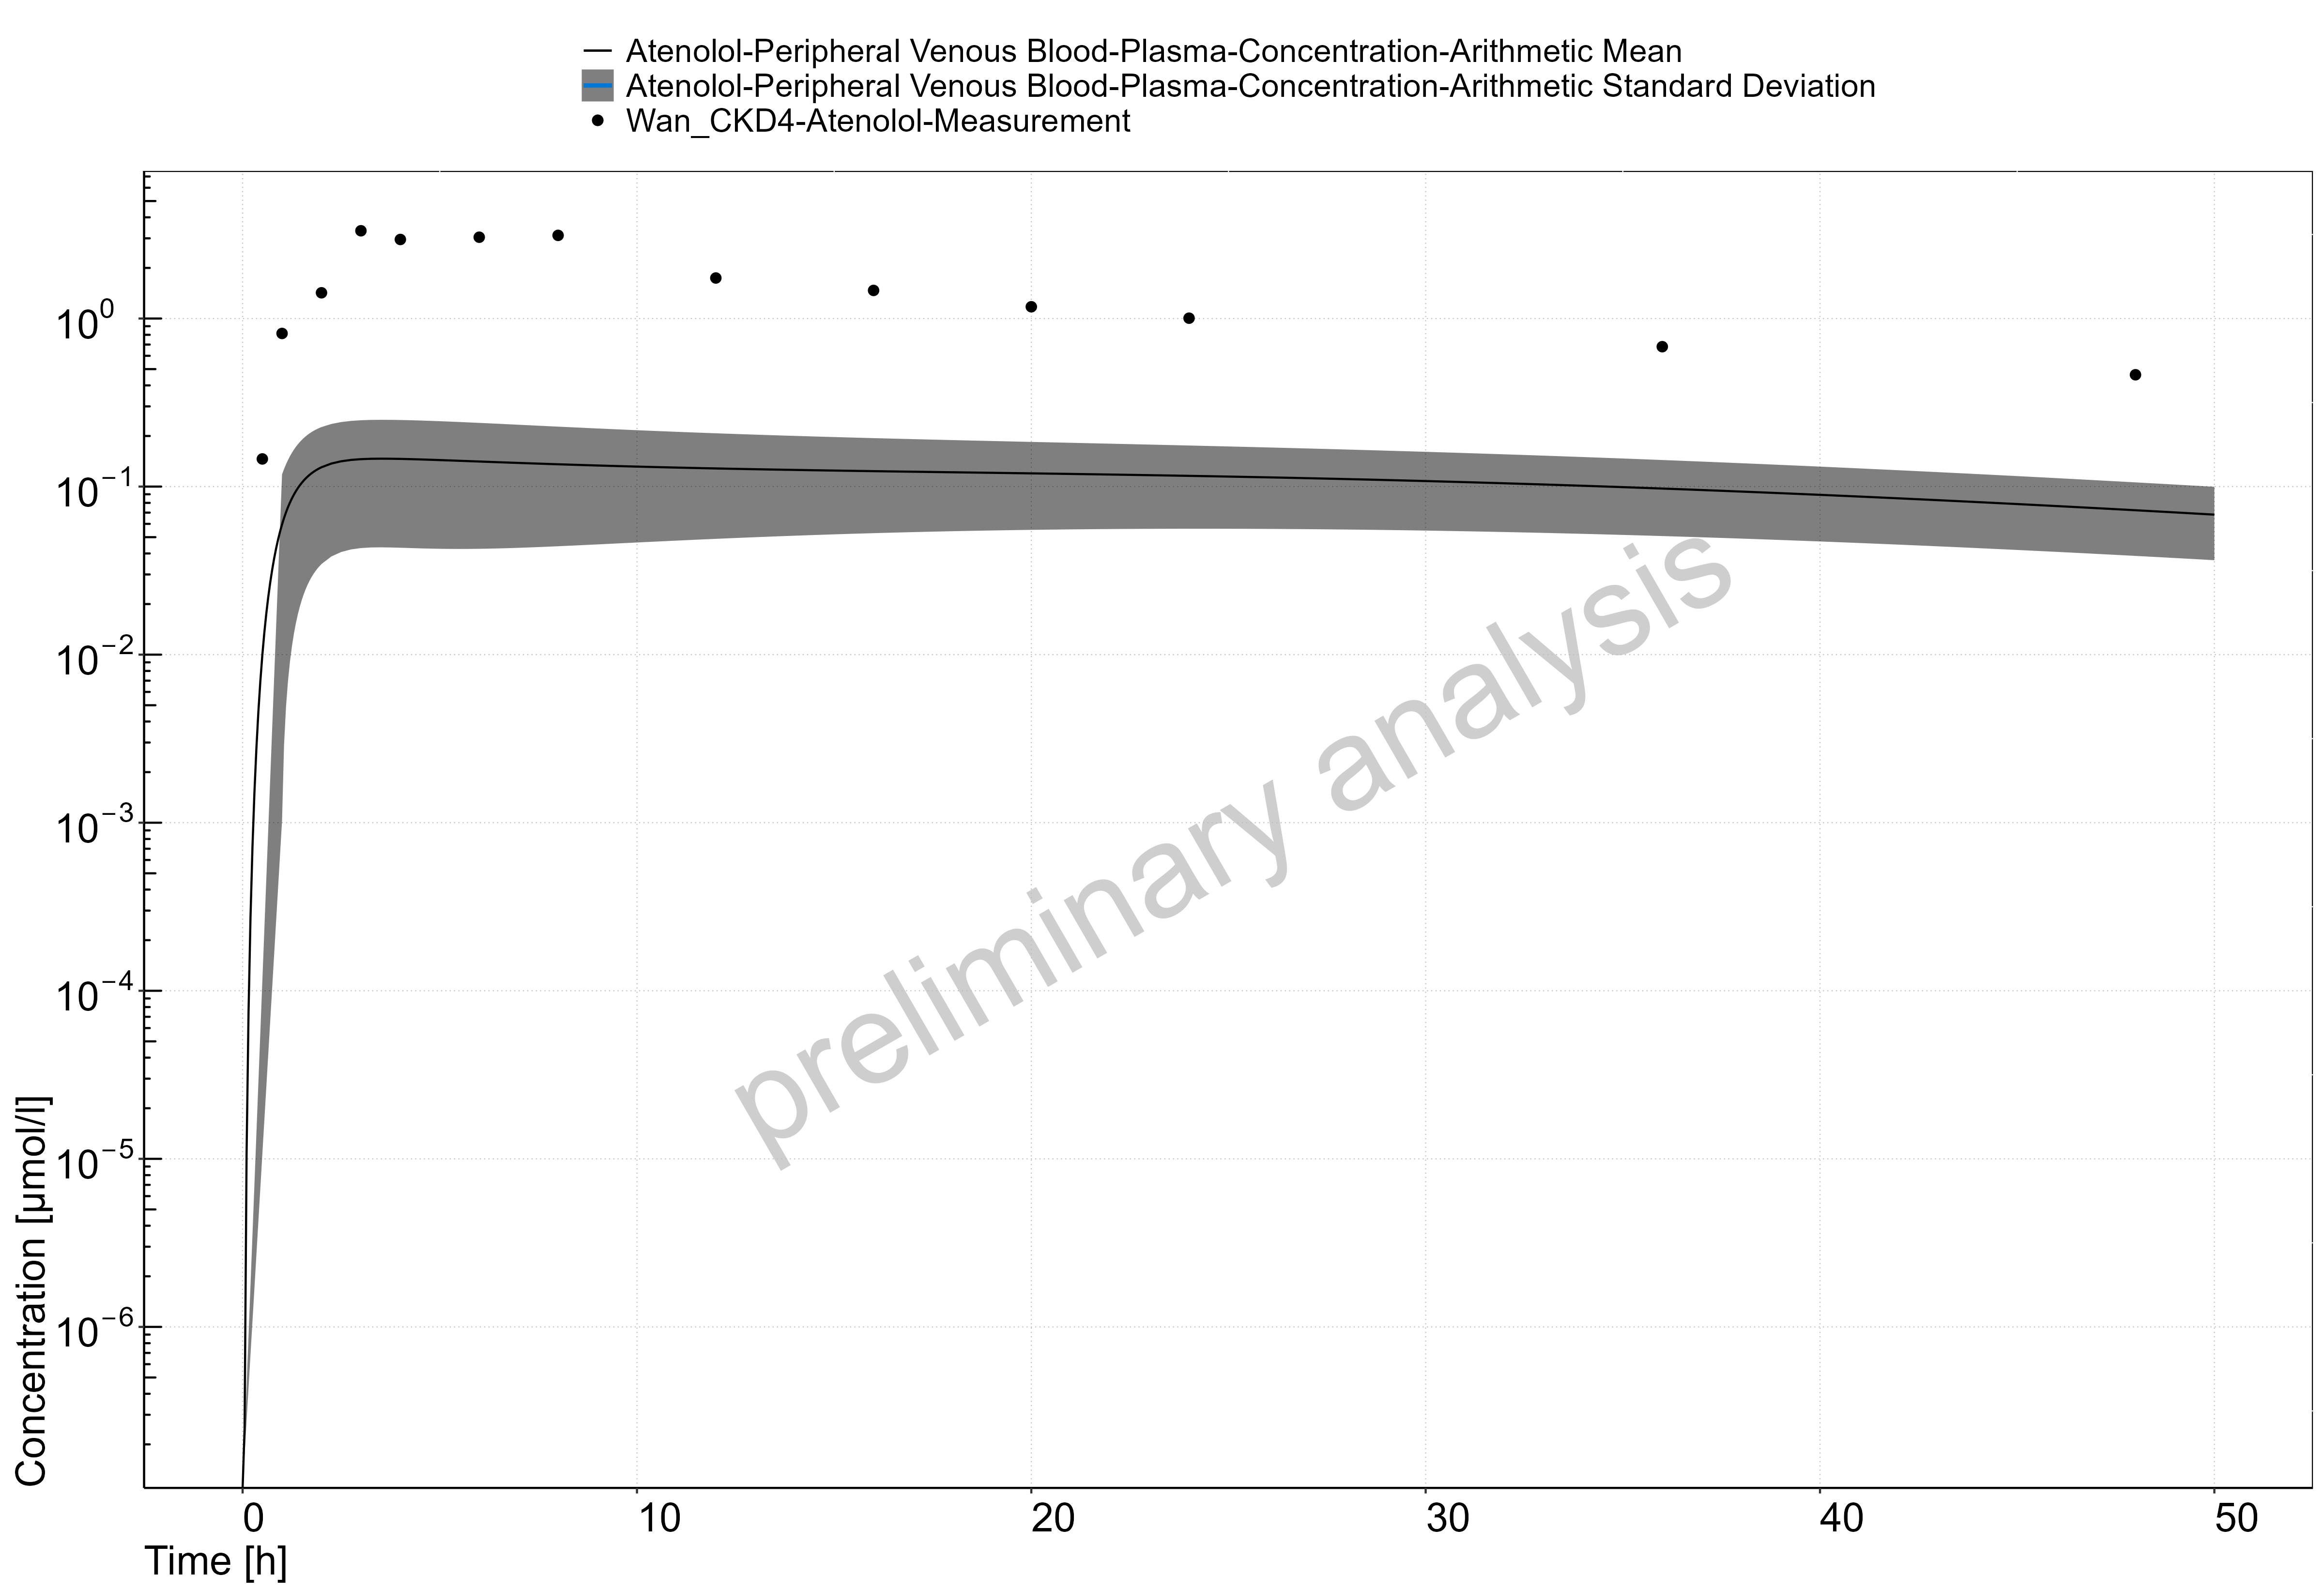 Atenolol-Peripheral Venous Blood-Plasma-Concentration-Arithmetic Mean
Atenolol-Peripheral Venous Blood-Plasma-Concentration-Arithmetic Standard Deviation
Wan_CKD4-Atenolol-Measurement
10⁰
10⁻¹
10⁻²
10⁻³
10⁻⁴
10⁻⁵
10⁻⁶
Concentration [µmol/l]
preliminary analysis
0 10 20 30 40 50
Time [h]